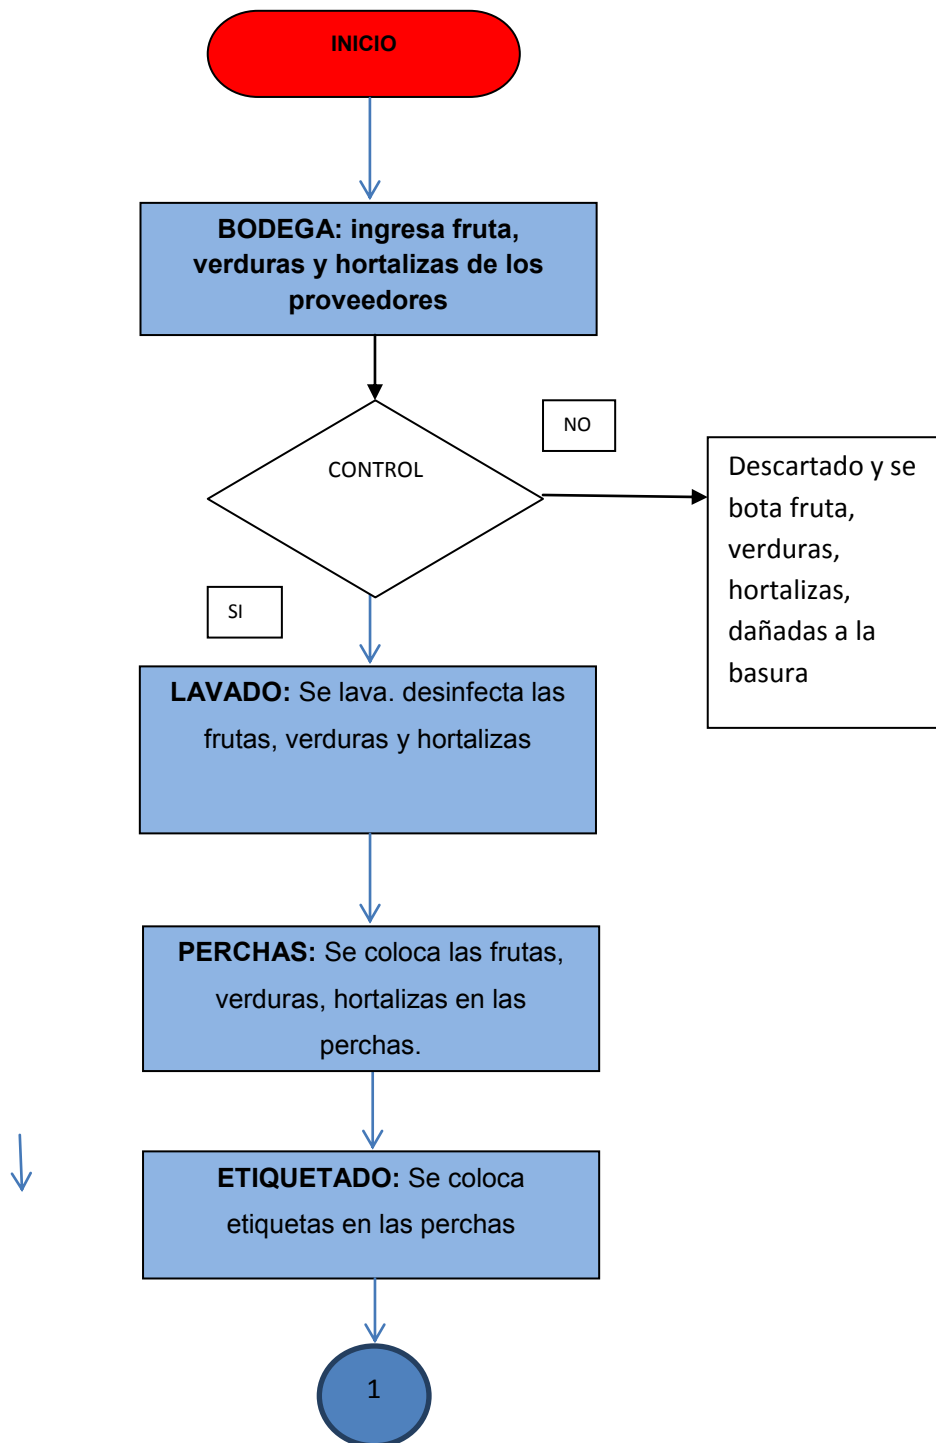 INICIO
BODEGA: ingresa fruta,
verduras y hortalizas de los
proveedores
NO
CONTROL
Descartado y se
bota fruta,
verduras,
hortalizas,
dañadas a la
basura
SI
LAVADO: Se lava. desinfecta las
frutas, verduras y hortalizas
PERCHAS: Se coloca las frutas,
verduras, hortalizas en las
perchas.
ETIQUETADO: Se coloca
etiquetas en las perchas
1